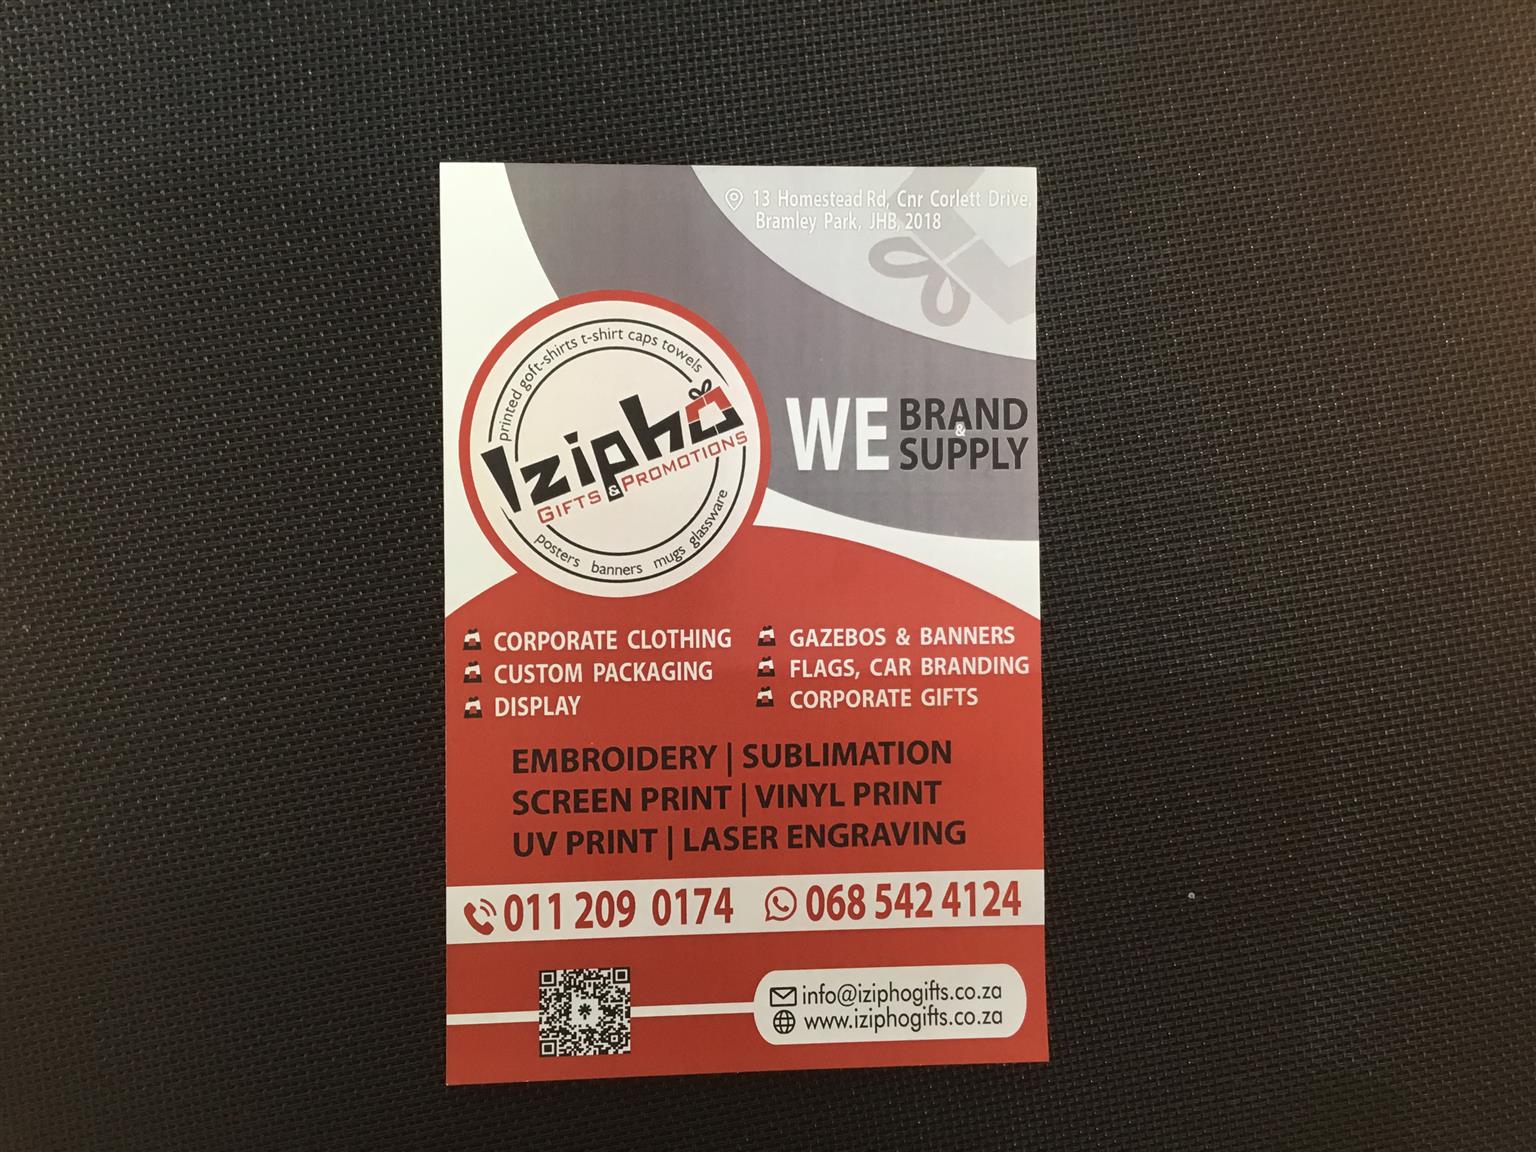 13 Homestead Rd, Cnr Corlett Drive,
Bramley Park, JHB, 2018
printed goft-shirts t-shirt caps towels
Izipho
GIFTS & PROMOTIONS
posters banners mugs glassware
WE BRAND
&
SUPPLY
CORPORATE CLOTHING
CUSTOM PACKAGING
DISPLAY
GAZEBOS & BANNERS
FLAGS, CAR BRANDING
CORPORATE GIFTS
EMBROIDERY | SUBLIMATION
SCREEN PRINT | VINYL PRINT
UV PRINT | LASER ENGRAVING
011 209 0174 068 542 4124
info@iziphogifts.co.za
www.iziphogifts.co.za